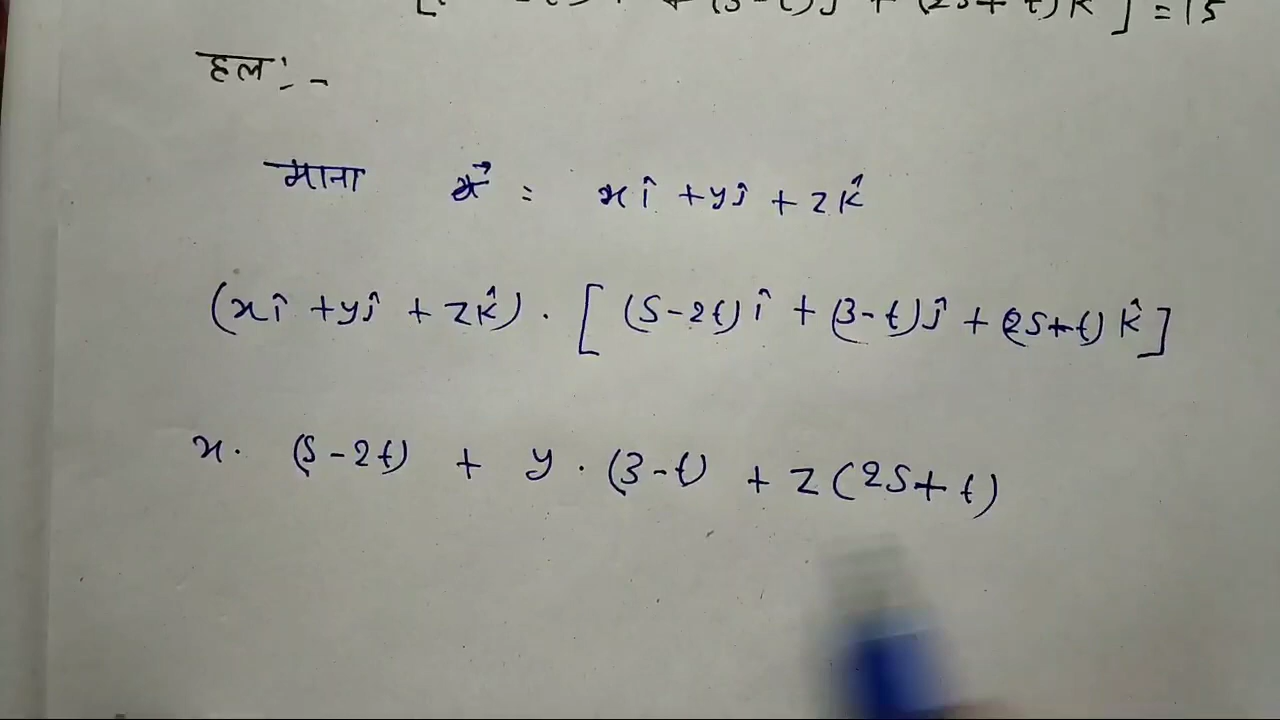 (3-t)j + (2s+t)k ] = 15
हल:-
माना r⃗ = xî + yĵ + zk̂
(xî + yĵ + zk̂) · [ (s-2t)î + (3-t)ĵ + (2s+t)k̂ ]
x· (s-2t) + y·(3-t) + z(2s+t)